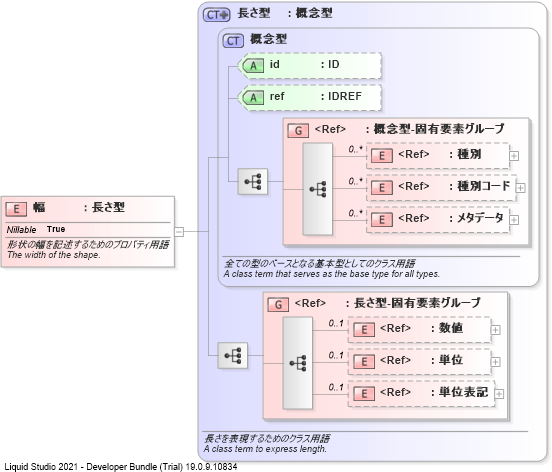 CT 長さ型 : 概念型
CT 概念型
A id : ID
A ref : IDREF
G <Ref> : 概念型-固有要素グループ
0..*
E <Ref> : 種別
0..*
E <Ref> : 種別コード
0..*
E <Ref> : メタデータ
E 幅 : 長さ型
Nillable True
形状の幅を記述するためのプロパティ用語
The width of the shape.
全ての型のベースとなる基本型としてのクラス用語
A class term that serves as the base type for all types.
G <Ref> : 長さ型-固有要素グループ
0..1
E <Ref> : 数値
0..1
E <Ref> : 単位
0..1
E <Ref> : 単位表記
長さを表現するためのクラス用語
A class term to express length.
Liquid Studio 2021 - Developer Bundle (Trial) 19.0.9.10834